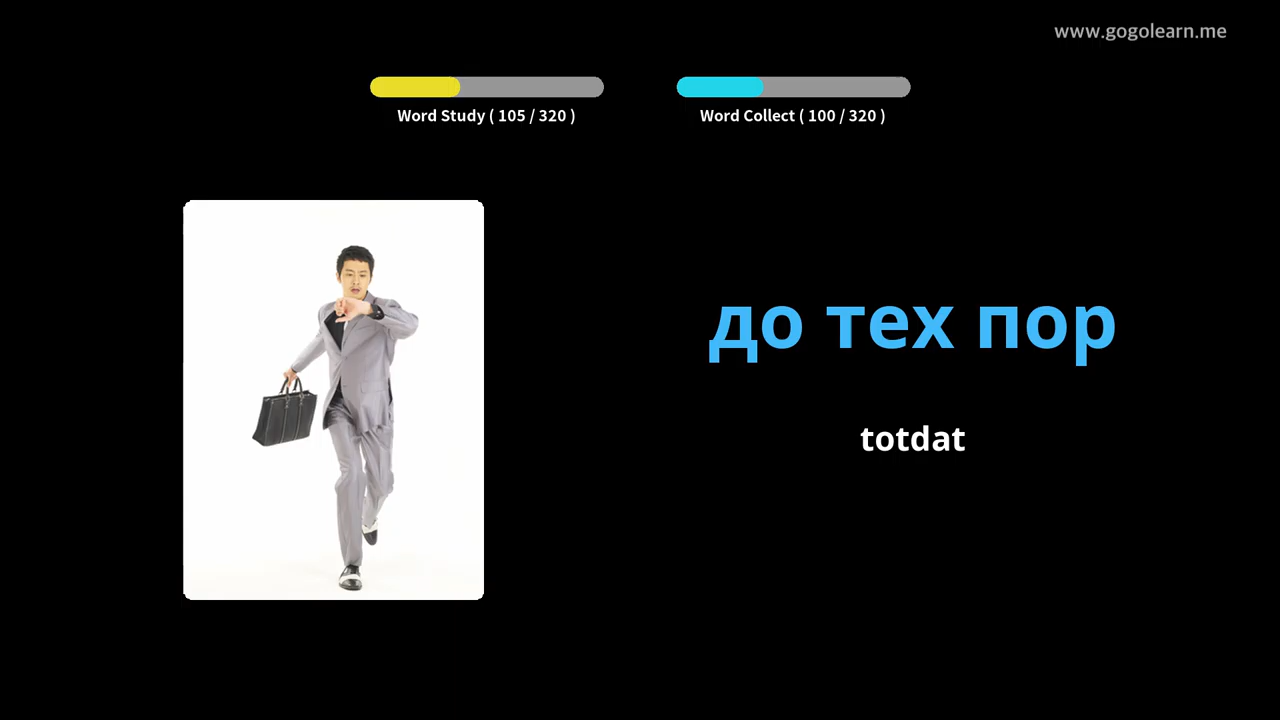 www.gogolearn.me
Word Study ( 105 / 320 )
Word Collect ( 100 / 320 )
до тех пор
totdat